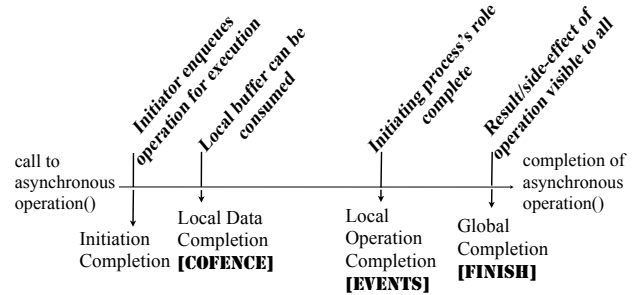 Initiator enqueues
operation for execution
Local buffer can be
consumed
Initiating process's role
complete
Result/side-effect of
operation visible to all
call to
asynchronous
operation()
completion of
asynchronous
operation()
Initiation
Completion
Local Data
Completion
[COFENCE]
Local
Operation
Completion
[EVENTS]
Global
Completion
[FINISH]